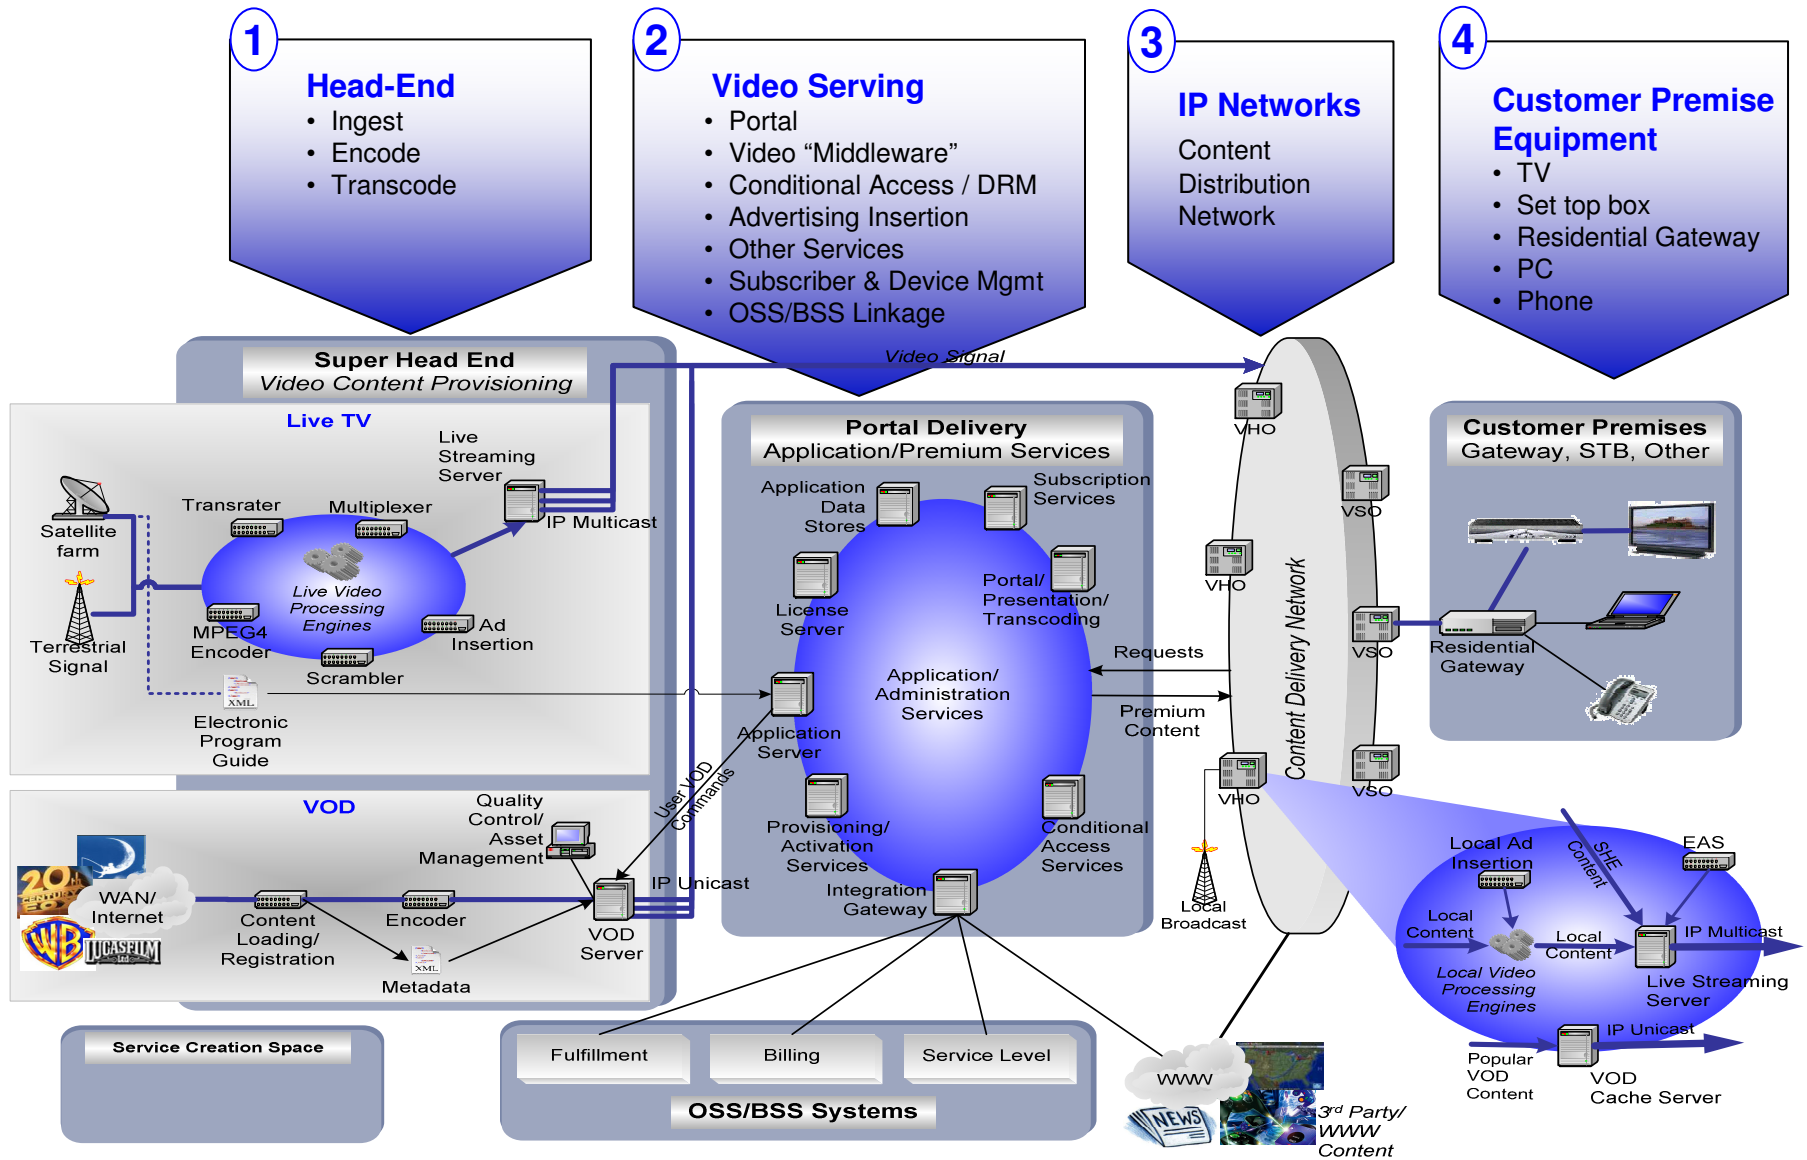 1
Head-End
• Ingest
• Encode
• Transcode
2
Video Serving
• Portal
• Video “Middleware”
• Conditional Access / DRM
• Advertising Insertion
• Other Services
• Subscriber & Device Mgmt
• OSS/BSS Linkage
3
IP Networks
Content
Distribution
Network
4
Customer Premise
Equipment
• TV
• Set top box
• Residential Gateway
• PC
• Phone
Super Head End
Video Content Provisioning
Video Signal
Live TV
Live
Streaming
Server
IP Multicast
Satellite
farm
Terrestrial
Signal
Transrater
Multiplexer
Live Video
Processing
Engines
MPEG4
Encoder
Ad
Insertion
Scrambler
XML
Electronic
Program
Guide
VOD
Quality
Control/
Asset
Management
20th
CENTURY
FOX
WAN/
Internet
WB
LUCASFILM
Ltd
Content
Loading/
Registration
Encoder
XML
Metadata
VOD
Server
IP Unicast
User VOD
Commands
Portal Delivery
Application/Premium Services
Application
Data
Stores
Subscription
Services
License
Server
Portal/
Presentation/
Transcoding
Application/
Administration
Services
Application
Server
Provisioning/
Activation
Services
Conditional
Access
Services
Integration
Gateway
Requests
Premium
Content
Content Delivery Network
VHO
VHO
VHO
VSO
VSO
VSO
Local
Broadcast
Customer Premises
Gateway, STB, Other
Residential
Gateway
Local Ad
Insertion
SHE
Content
EAS
Local
Content
Local
Content
IP Multicast
Local Video
Processing
Engines
Live Streaming
Server
IP Unicast
Popular
VOD
Content
VOD
Cache Server
Service Creation Space
Fulfillment
Billing
Service Level
OSS/BSS Systems
WWW
NEWS
3rd Party/
WWW
Content